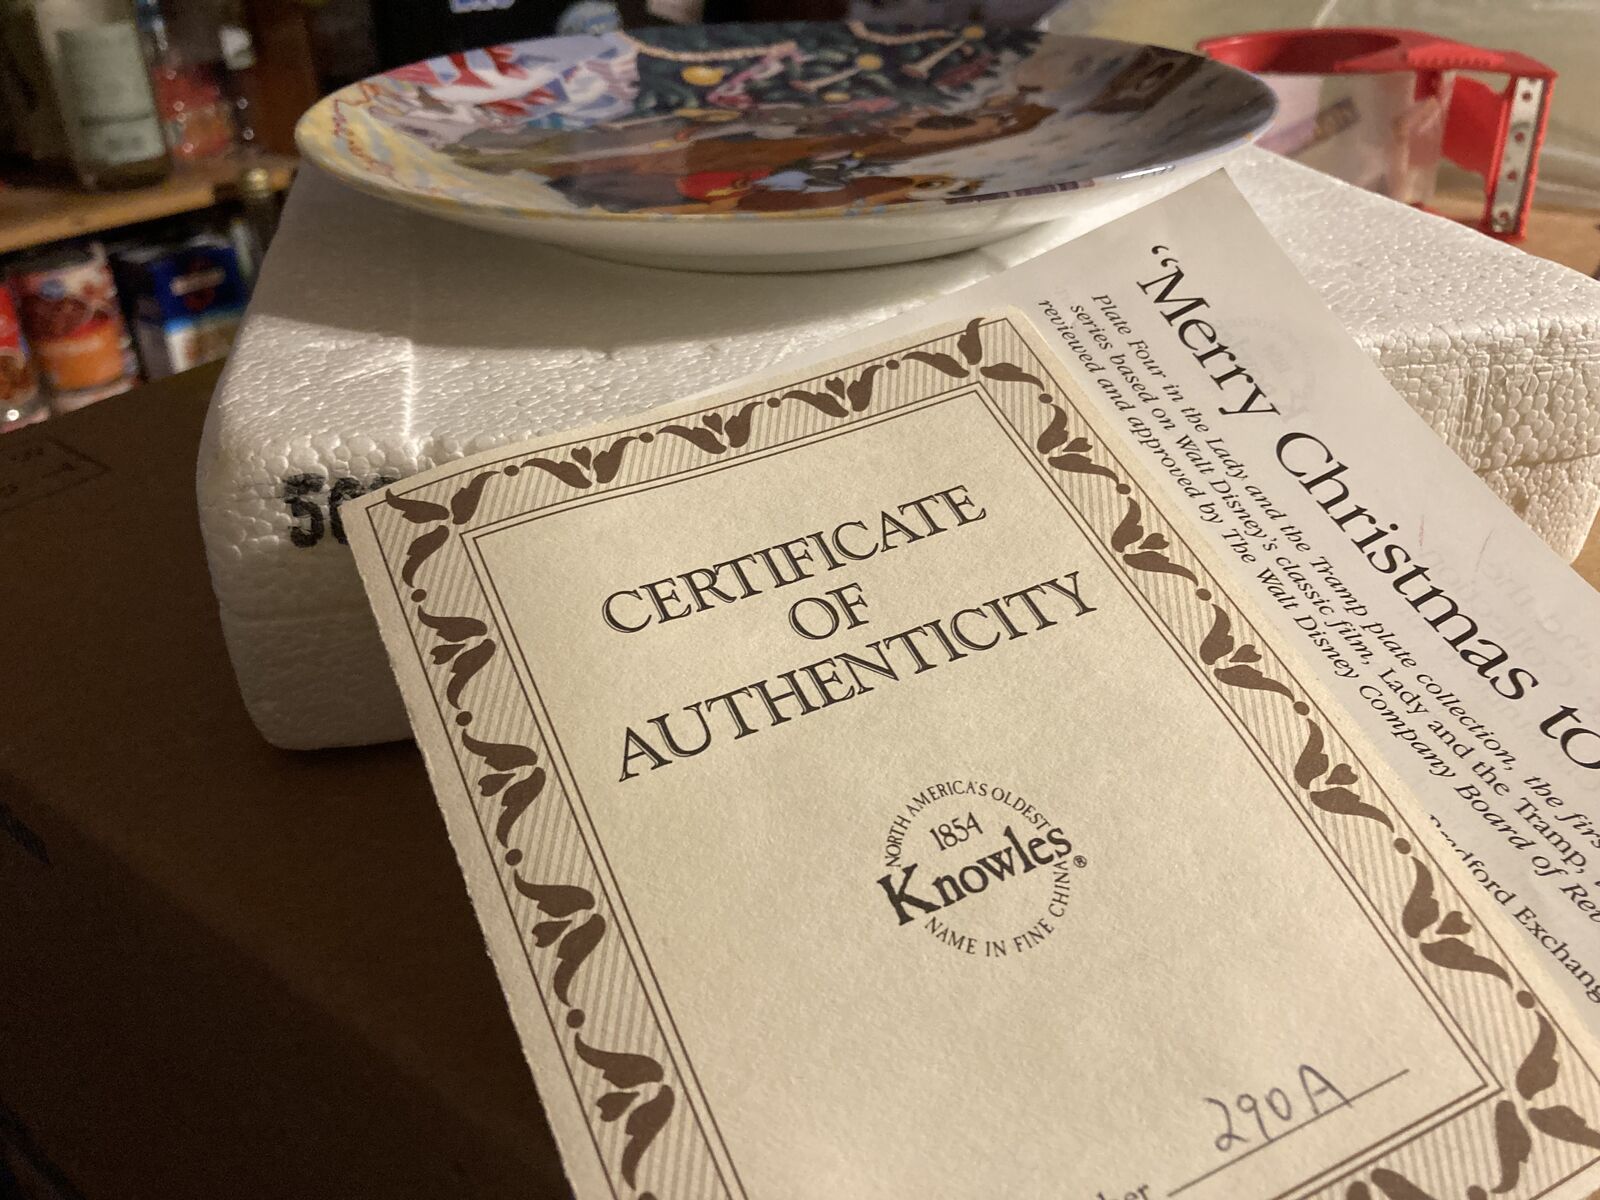 “Merry Christmas to
Plate Four in the Lady and the Tramp plate collection, the firs
series based on Walt Disney's classic film, Lady and the Tramp,
reviewed and approved by The Walt Disney Company Board of Rev
Bradford Exchang
CERTIFICATE
OF
AUTHENTICITY
NORTH AMERICA'S OLDEST
1854
Knowles®
NAME IN FINE CHINA
290A